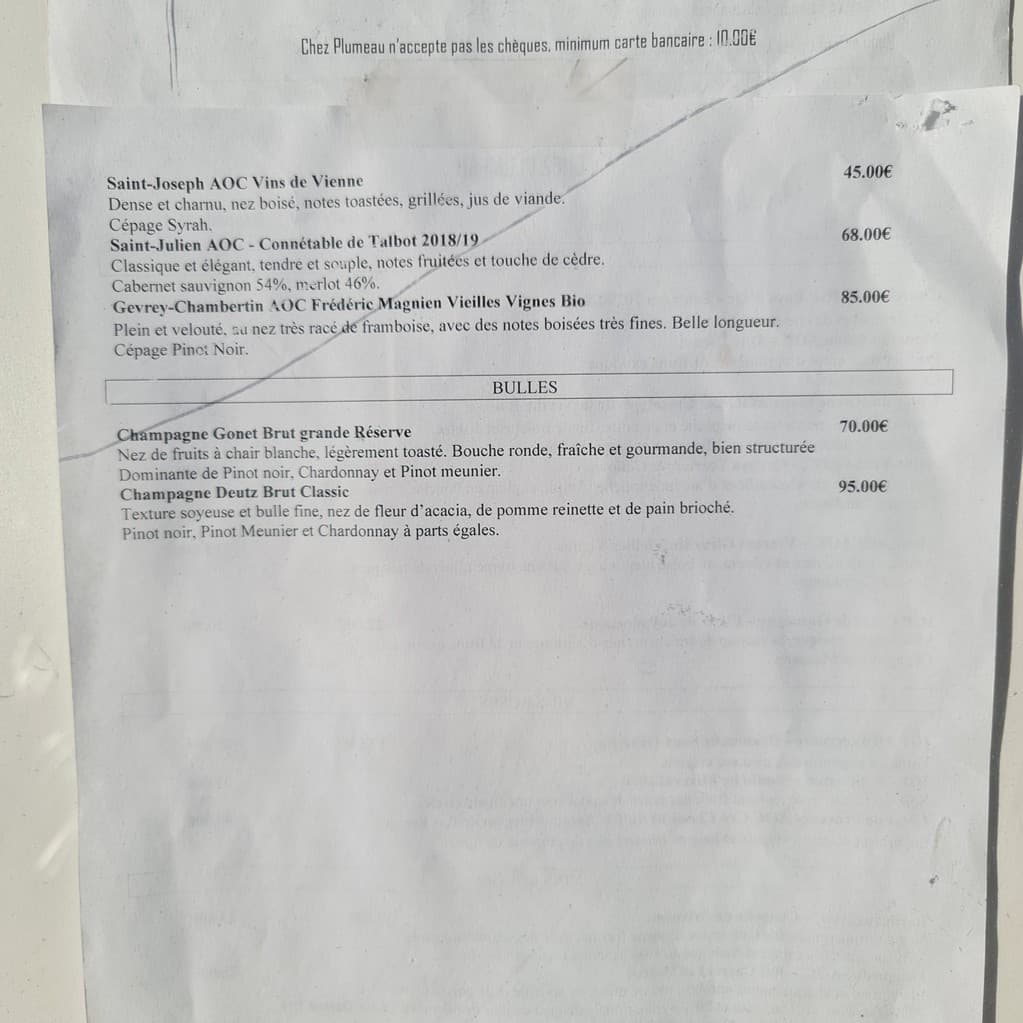 Chez Plumeau n'accepte pas les chèques, minimum carte bancaire : 10.00€
Saint-Joseph AOC Vins de Vienne 45.00€
Dense et charnu, nez boisé, notes toastées, grillées, jus de viande.
Cépage Syrah.
Saint-Julien AOC - Connétable de Talbot 2018/19 68.00€
Classique et élégant, tendre et souple, notes fruitées et touche de cèdre.
Cabernet sauvignon 54%, merlot 46%.
Gevrey-Chambertin AOC Frédéric Magnien Vieilles Vignes Bio 85.00€
Plein et velouté, au nez très racé de framboise, avec des notes boisées très fines. Belle longueur.
Cépage Pinot Noir.
BULLES
Champagne Gonet Brut grande Réserve 70.00€
Nez de fruits à chair blanche, légèrement toasté. Bouche ronde, fraîche et gourmande, bien structurée
Dominante de Pinot noir, Chardonnay et Pinot meunier.
Champagne Deutz Brut Classic 95.00€
Texture soyeuse et bulle fine, nez de fleur d'acacia, de pomme reinette et de pain brioché.
Pinot noir, Pinot Meunier et Chardonnay à parts égales.